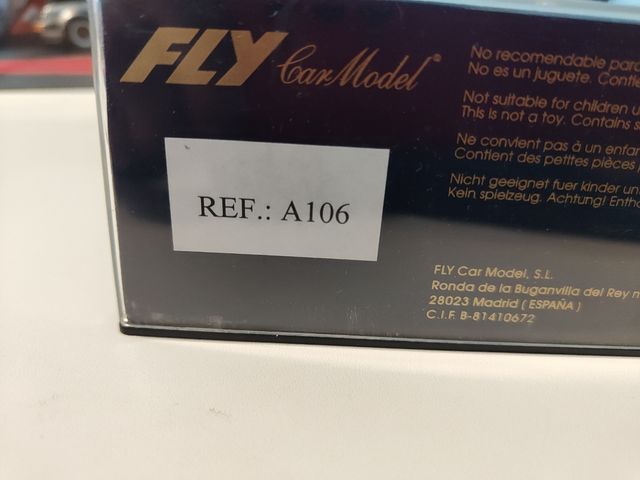 FLY Car Model®
No recomendable para
No es un juguete. Conti
Not suitable for children u
This is not a toy. Contains s
Ne convient pas à un enfan
Contient des petites pièces
Nicht geeignet fuer kinder un
Kein spielzeug. Achtung! Entha
REF.: A106
FLY Car Model, S.L.
Ronda de la Buganvilla del Rey
28023 Madrid (ESPAÑA)
C.I.F. B-81410672